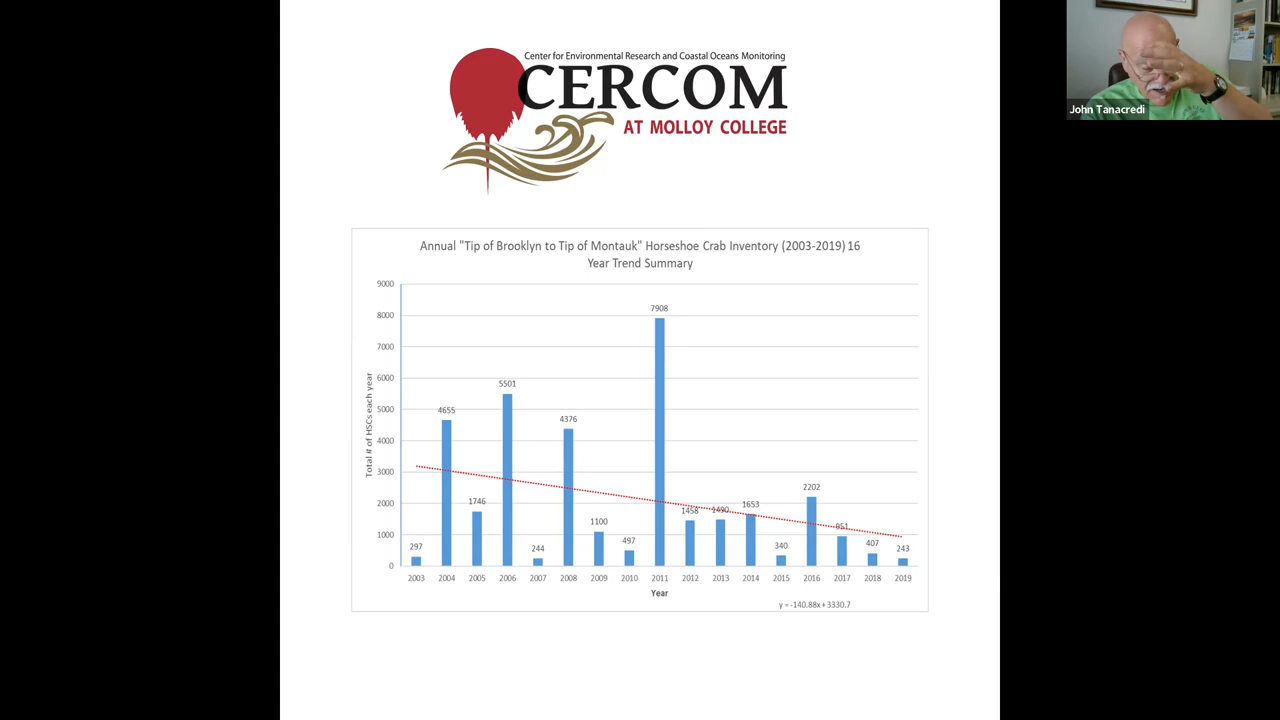 Center for Environmental Research and Coastal Oceans Monitoring
CERCOM
AT MOLLOY COLLEGE
John Tanacredi
Annual "Tip of Brooklyn to Tip of Montauk" Horseshoe Crab Inventory (2003-2019) 16
Year Trend Summary
Total # of HSCs each year
9000
8000
7000
6000
5000
4000
3000
2000
1000
0
297
4655
1746
5501
244
4376
1100
497
7908
1458
1490
1653
340
2202
951
407
243
2003 2004 2005 2006 2007 2008 2009 2010 2011 2012 2013 2014 2015 2016 2017 2018 2019
Year
y = -140.88x + 3330.7